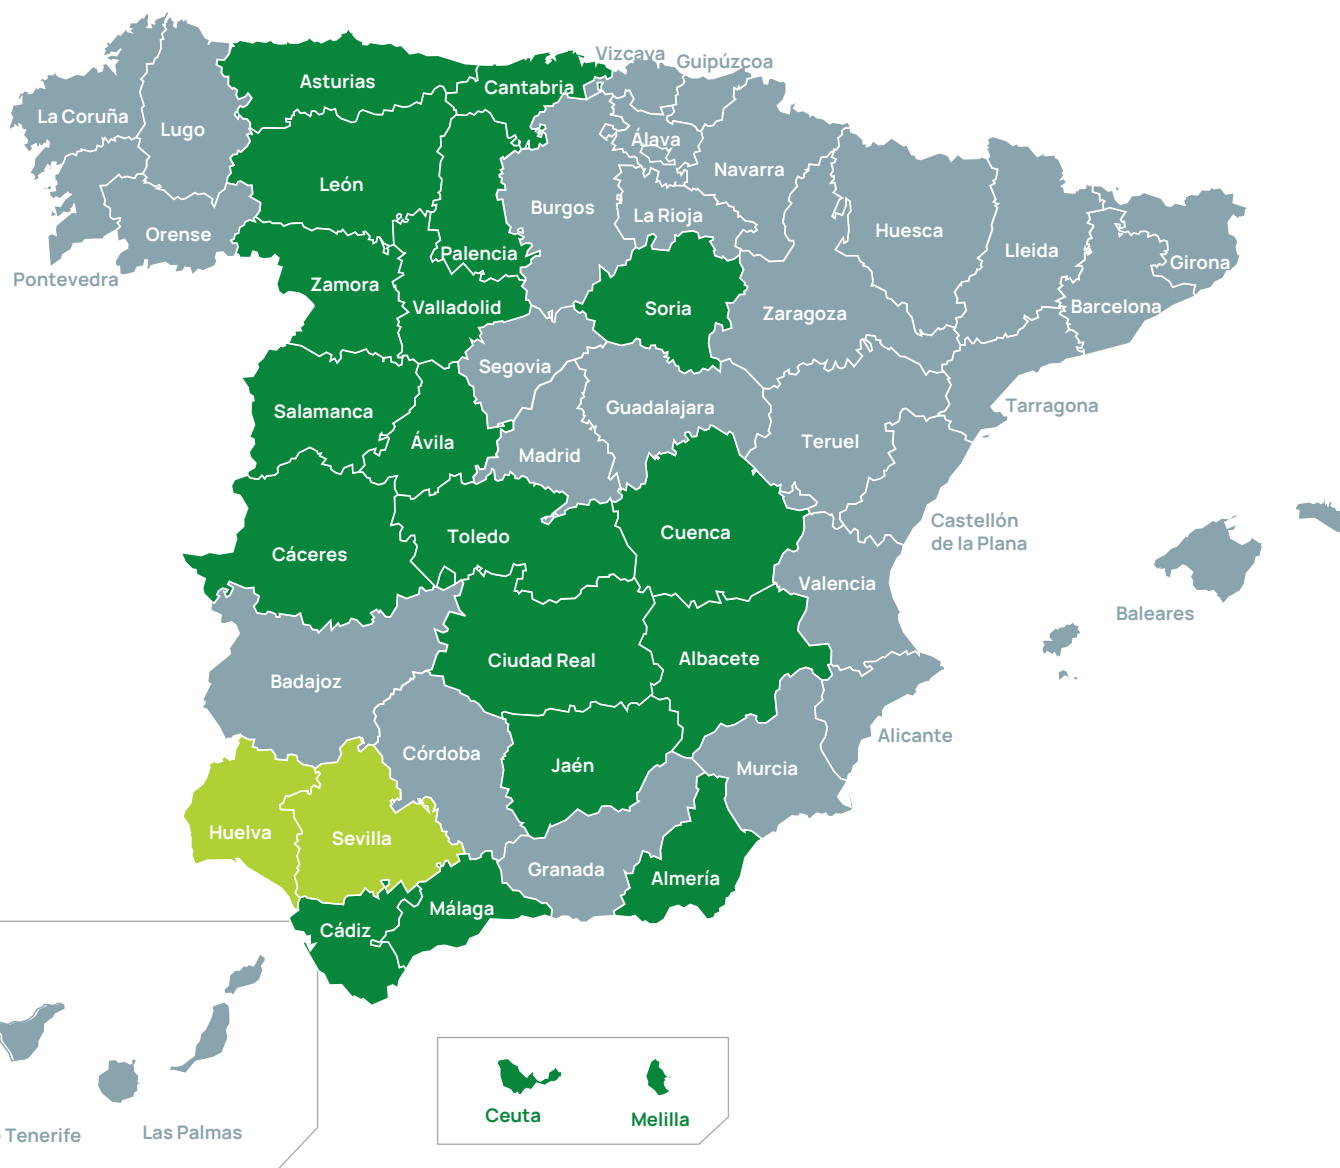 Vizcaya
Guipúzcoa
Asturias
Cantabria
La Coruña
Lugo
Álava
Navarra
León
Burgos
La Rioja
Huesca
Orense
Palencia
Lleida
Girona
Pontevedra
Zamora
Valladolid
Soria
Zaragoza
Barcelona
Segovia
Salamanca
Guadalajara
Tarragona
Ávila
Madrid
Teruel
Toledo
Cuenca
Castellón
de la Plana
Cáceres
Valencia
Baleares
Ciudad Real
Albacete
Badajoz
Alicante
Córdoba
Jaén
Murcia
Huelva
Sevilla
Granada
Almería
Málaga
Cádiz
Ceuta
Melilla
Tenerife
Las Palmas